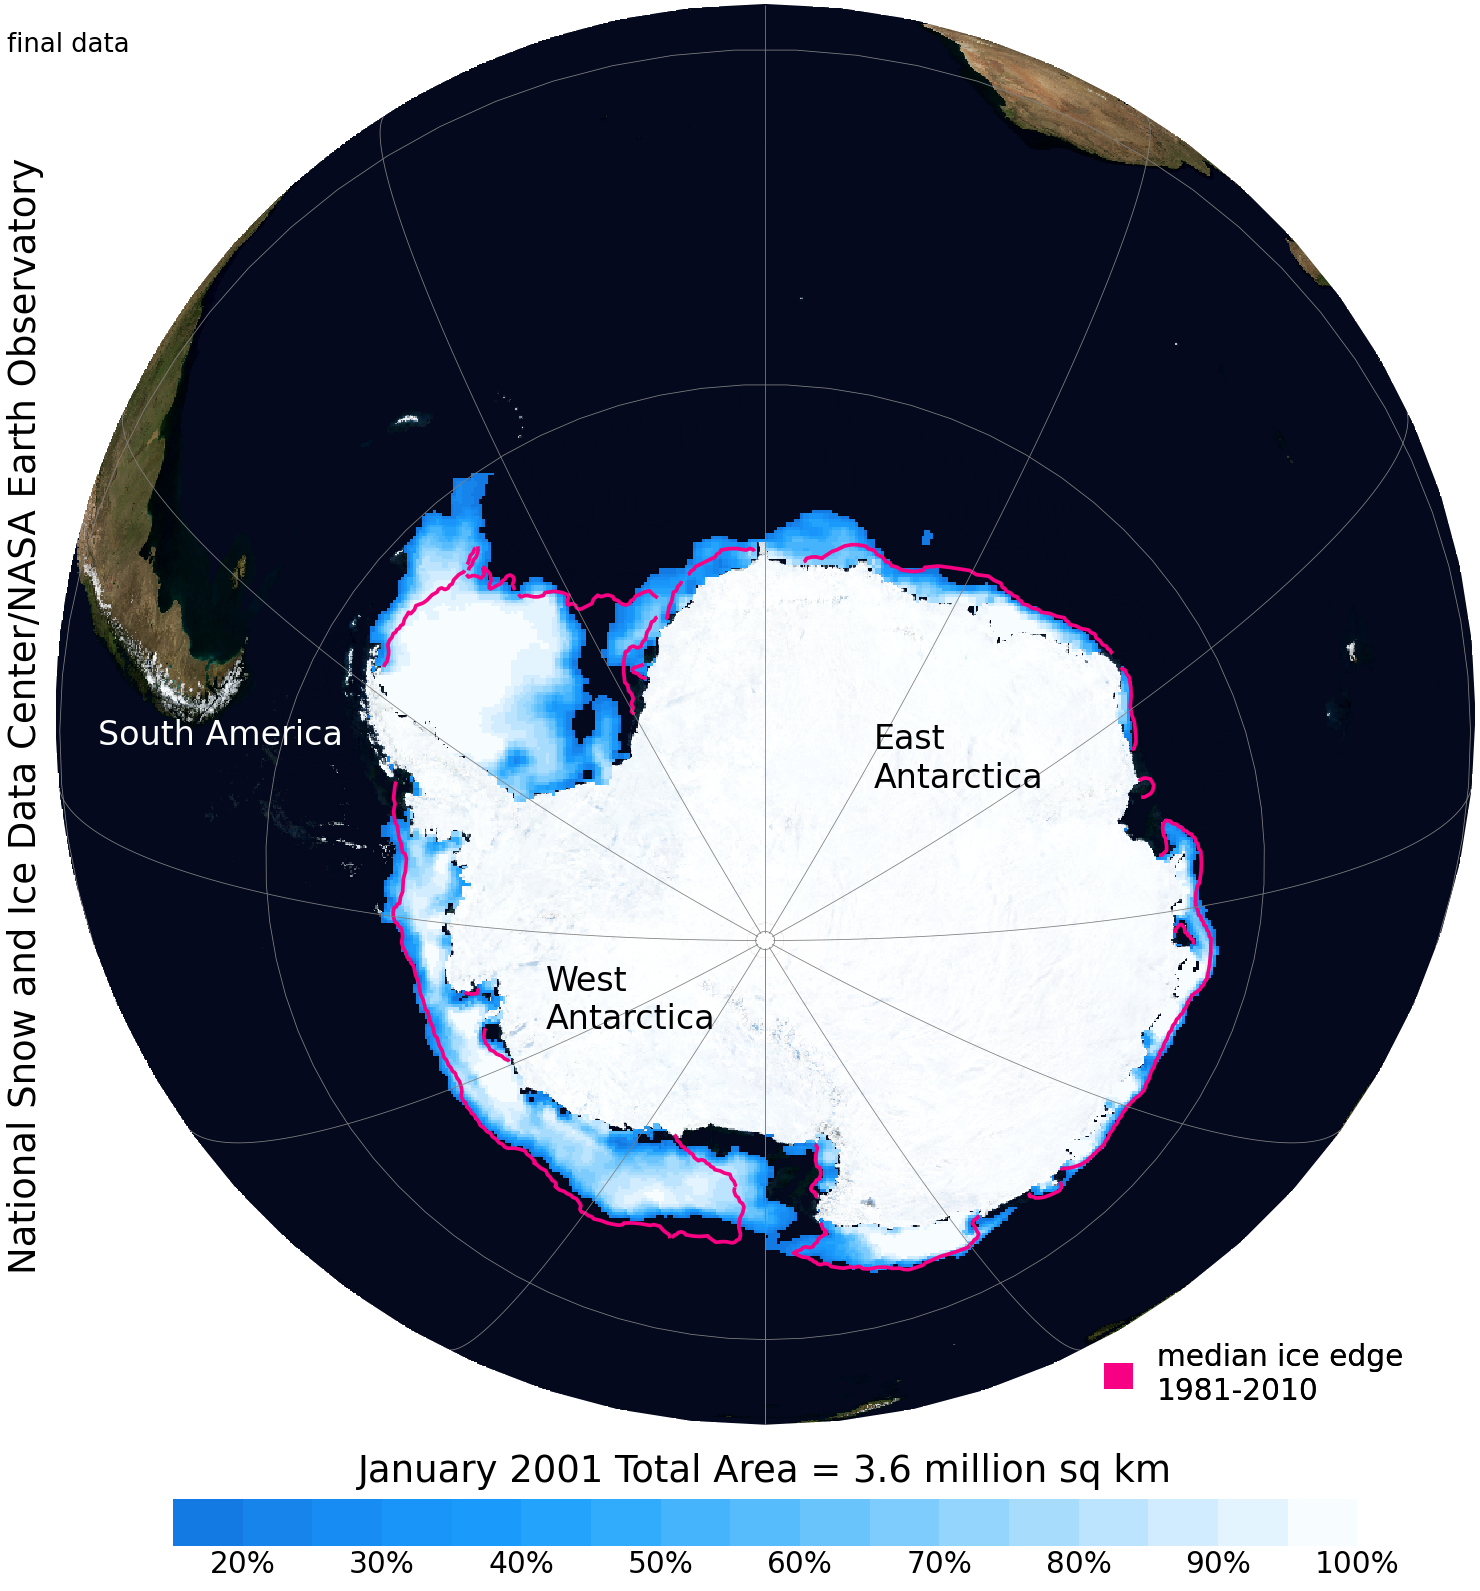 final data
National Snow and Ice Data Center/NASA Earth Observatory
South America
East
Antarctica
West
Antarctica
median ice edge
1981-2010
January 2001 Total Area = 3.6 million sq km
20% 30% 40% 50% 60% 70% 80% 90% 100%